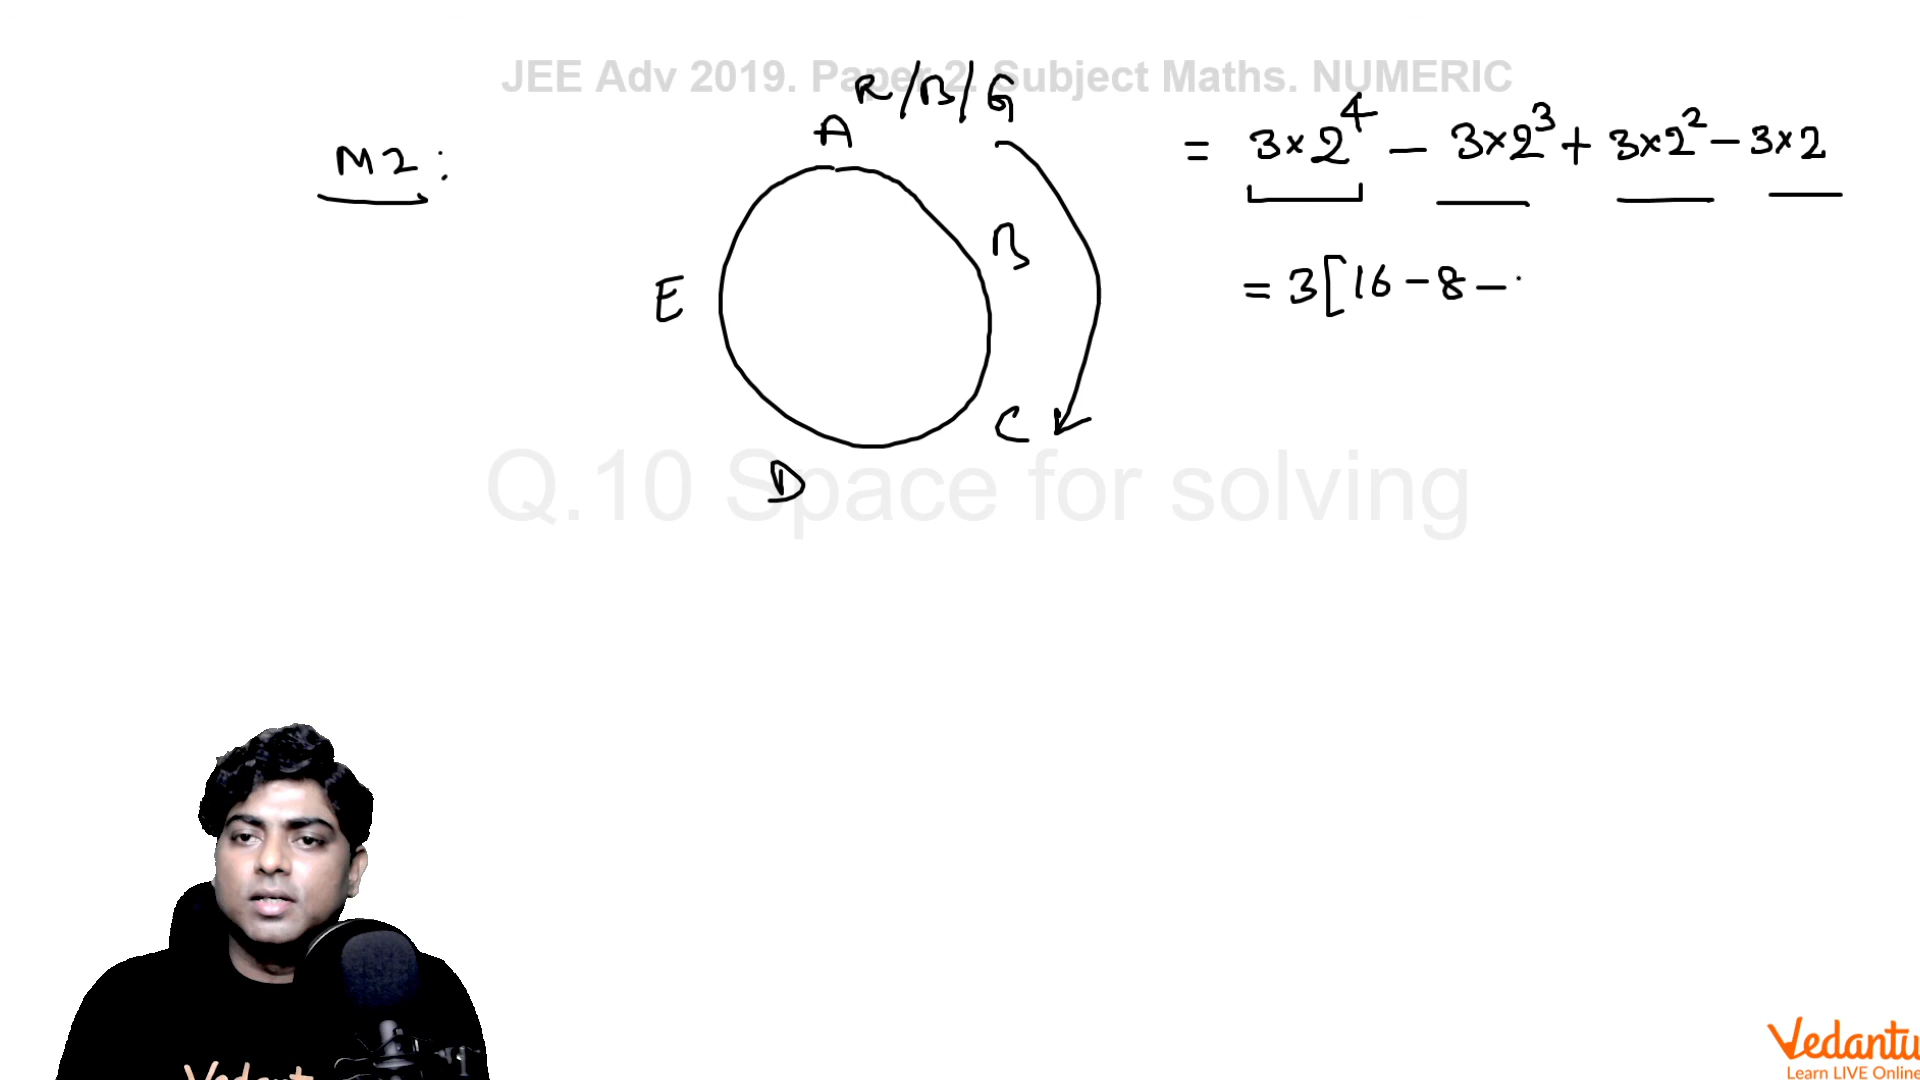 JEE Adv 2019. Paper 2. Subject Maths. NUMERIC
R/B/G
M2:
A
B
E
C
D
= 3×2⁴ − 3×2³ + 3×2² − 3×2
= 3[16 − 8 −
Q.10 Space for solving
Vedantu
Learn LIVE Online